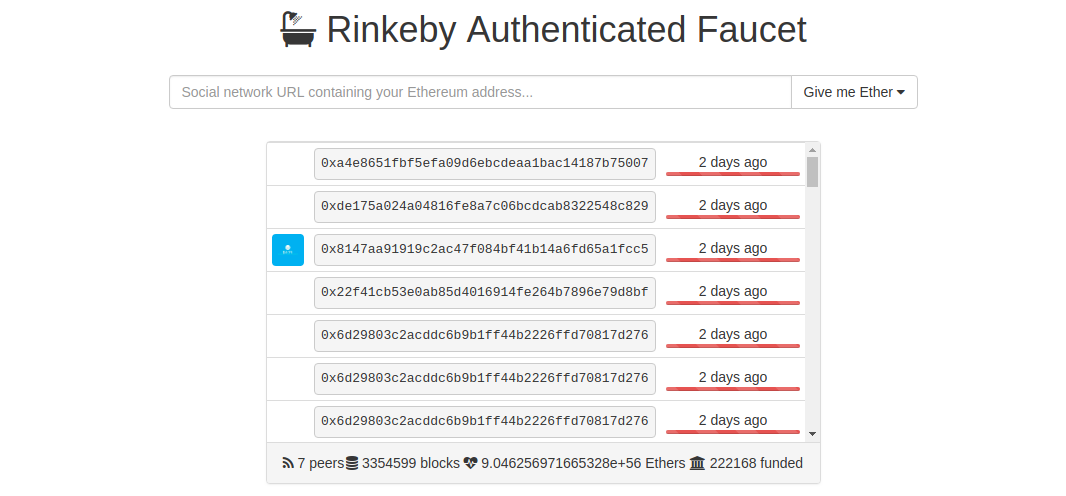 Rinkeby Authenticated Faucet
Social network URL containing your Ethereum address... Give me Ether
0xa4e8651fbf5efa09d6ebcdeaa1bac14187b75007 2 days ago
0xde175a024a04816fe8a7c06bcdcab8322548c829 2 days ago
0x8147aa91919c2ac47f084bf41b14a6fd65a1fcc5 2 days ago
0x22f41cb53e0ab85d4016914fe264b7896e79d8bf 2 days ago
0x6d29803c2acddc6b9b1ff44b2226ffd70817d276 2 days ago
0x6d29803c2acddc6b9b1ff44b2226ffd70817d276 2 days ago
0x6d29803c2acddc6b9b1ff44b2226ffd70817d276 2 days ago
7 peers 3354599 blocks 9.046256971665328e+56 Ethers 222168 funded